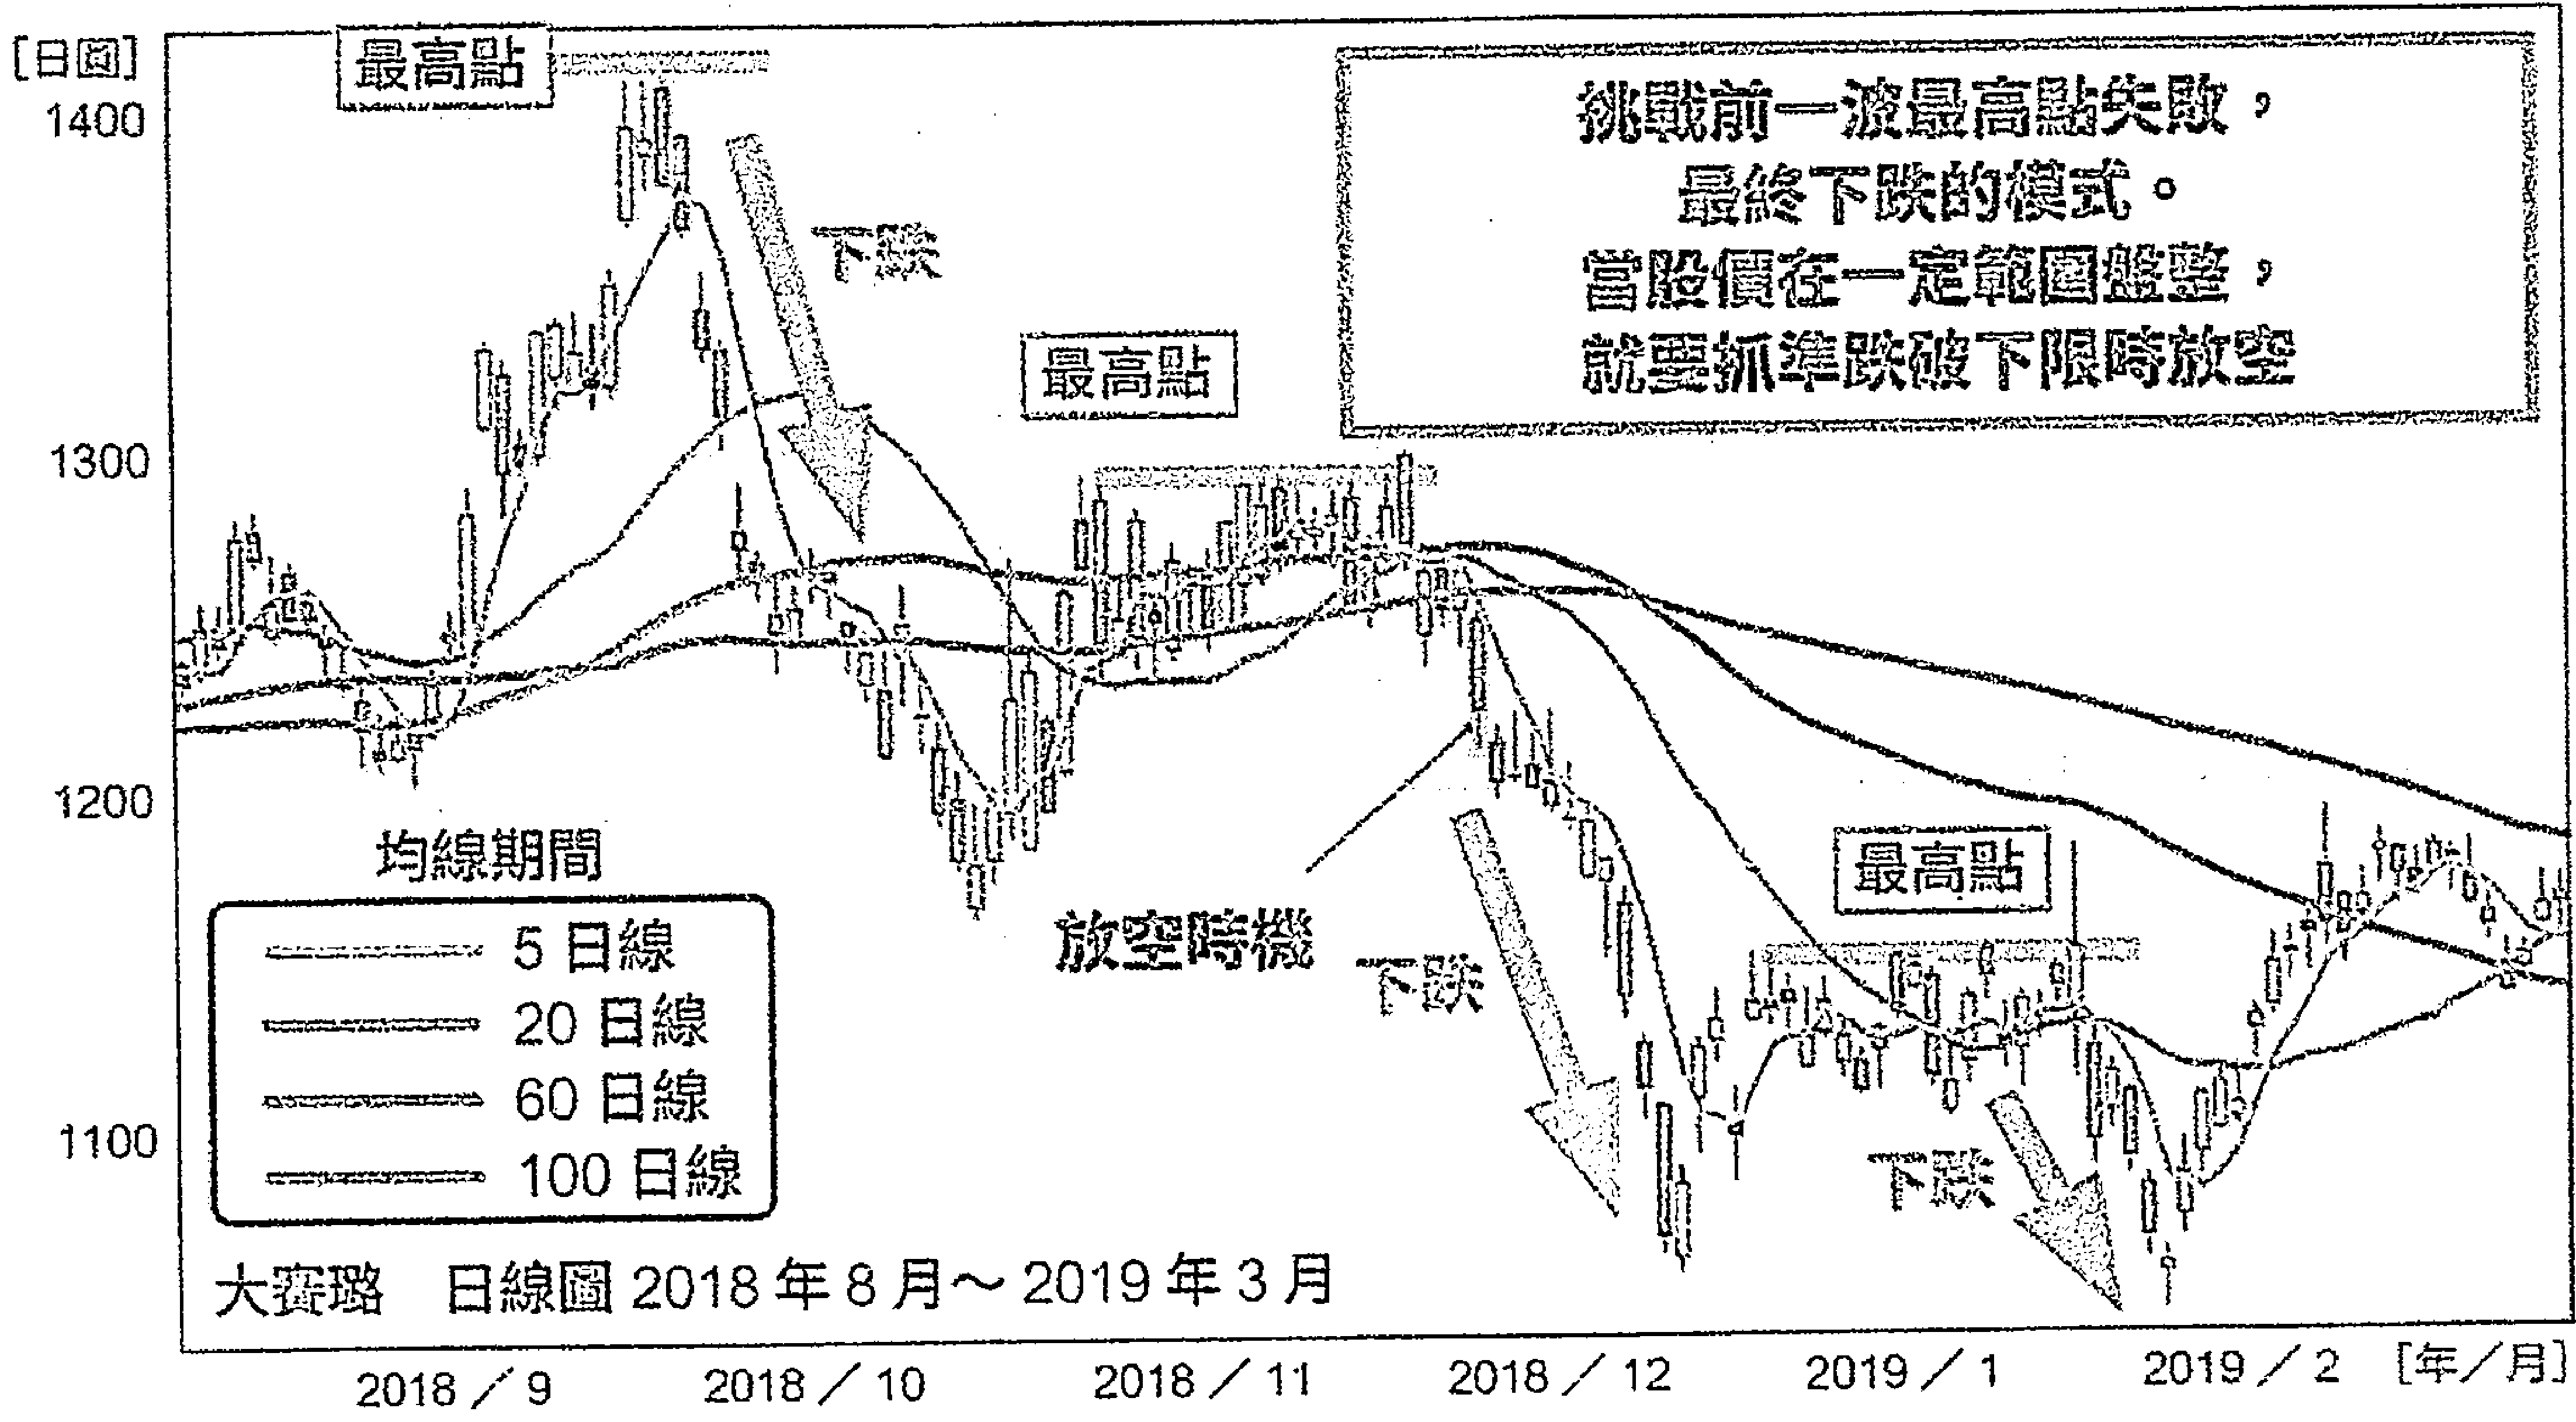 [日圓]
1400
1300
1200
1100
最高點
下跌
最高點
挑戰前一波最高點失敗，
最終下跌的模式。
當股價在一定範圍盤整，
就要抓準跌破下限時放空
放空時機
下跌
最高點
下跌
均線期間
5 日線
20 日線
60 日線
100 日線
大賽璐 日線圖 2018 年 8 月～ 2019 年 3 月
2018 ／ 9 2018 ／ 10 2018 ／ 11 2018 ／ 12 2019 ／ 1 2019 ／ 2 [年／月]